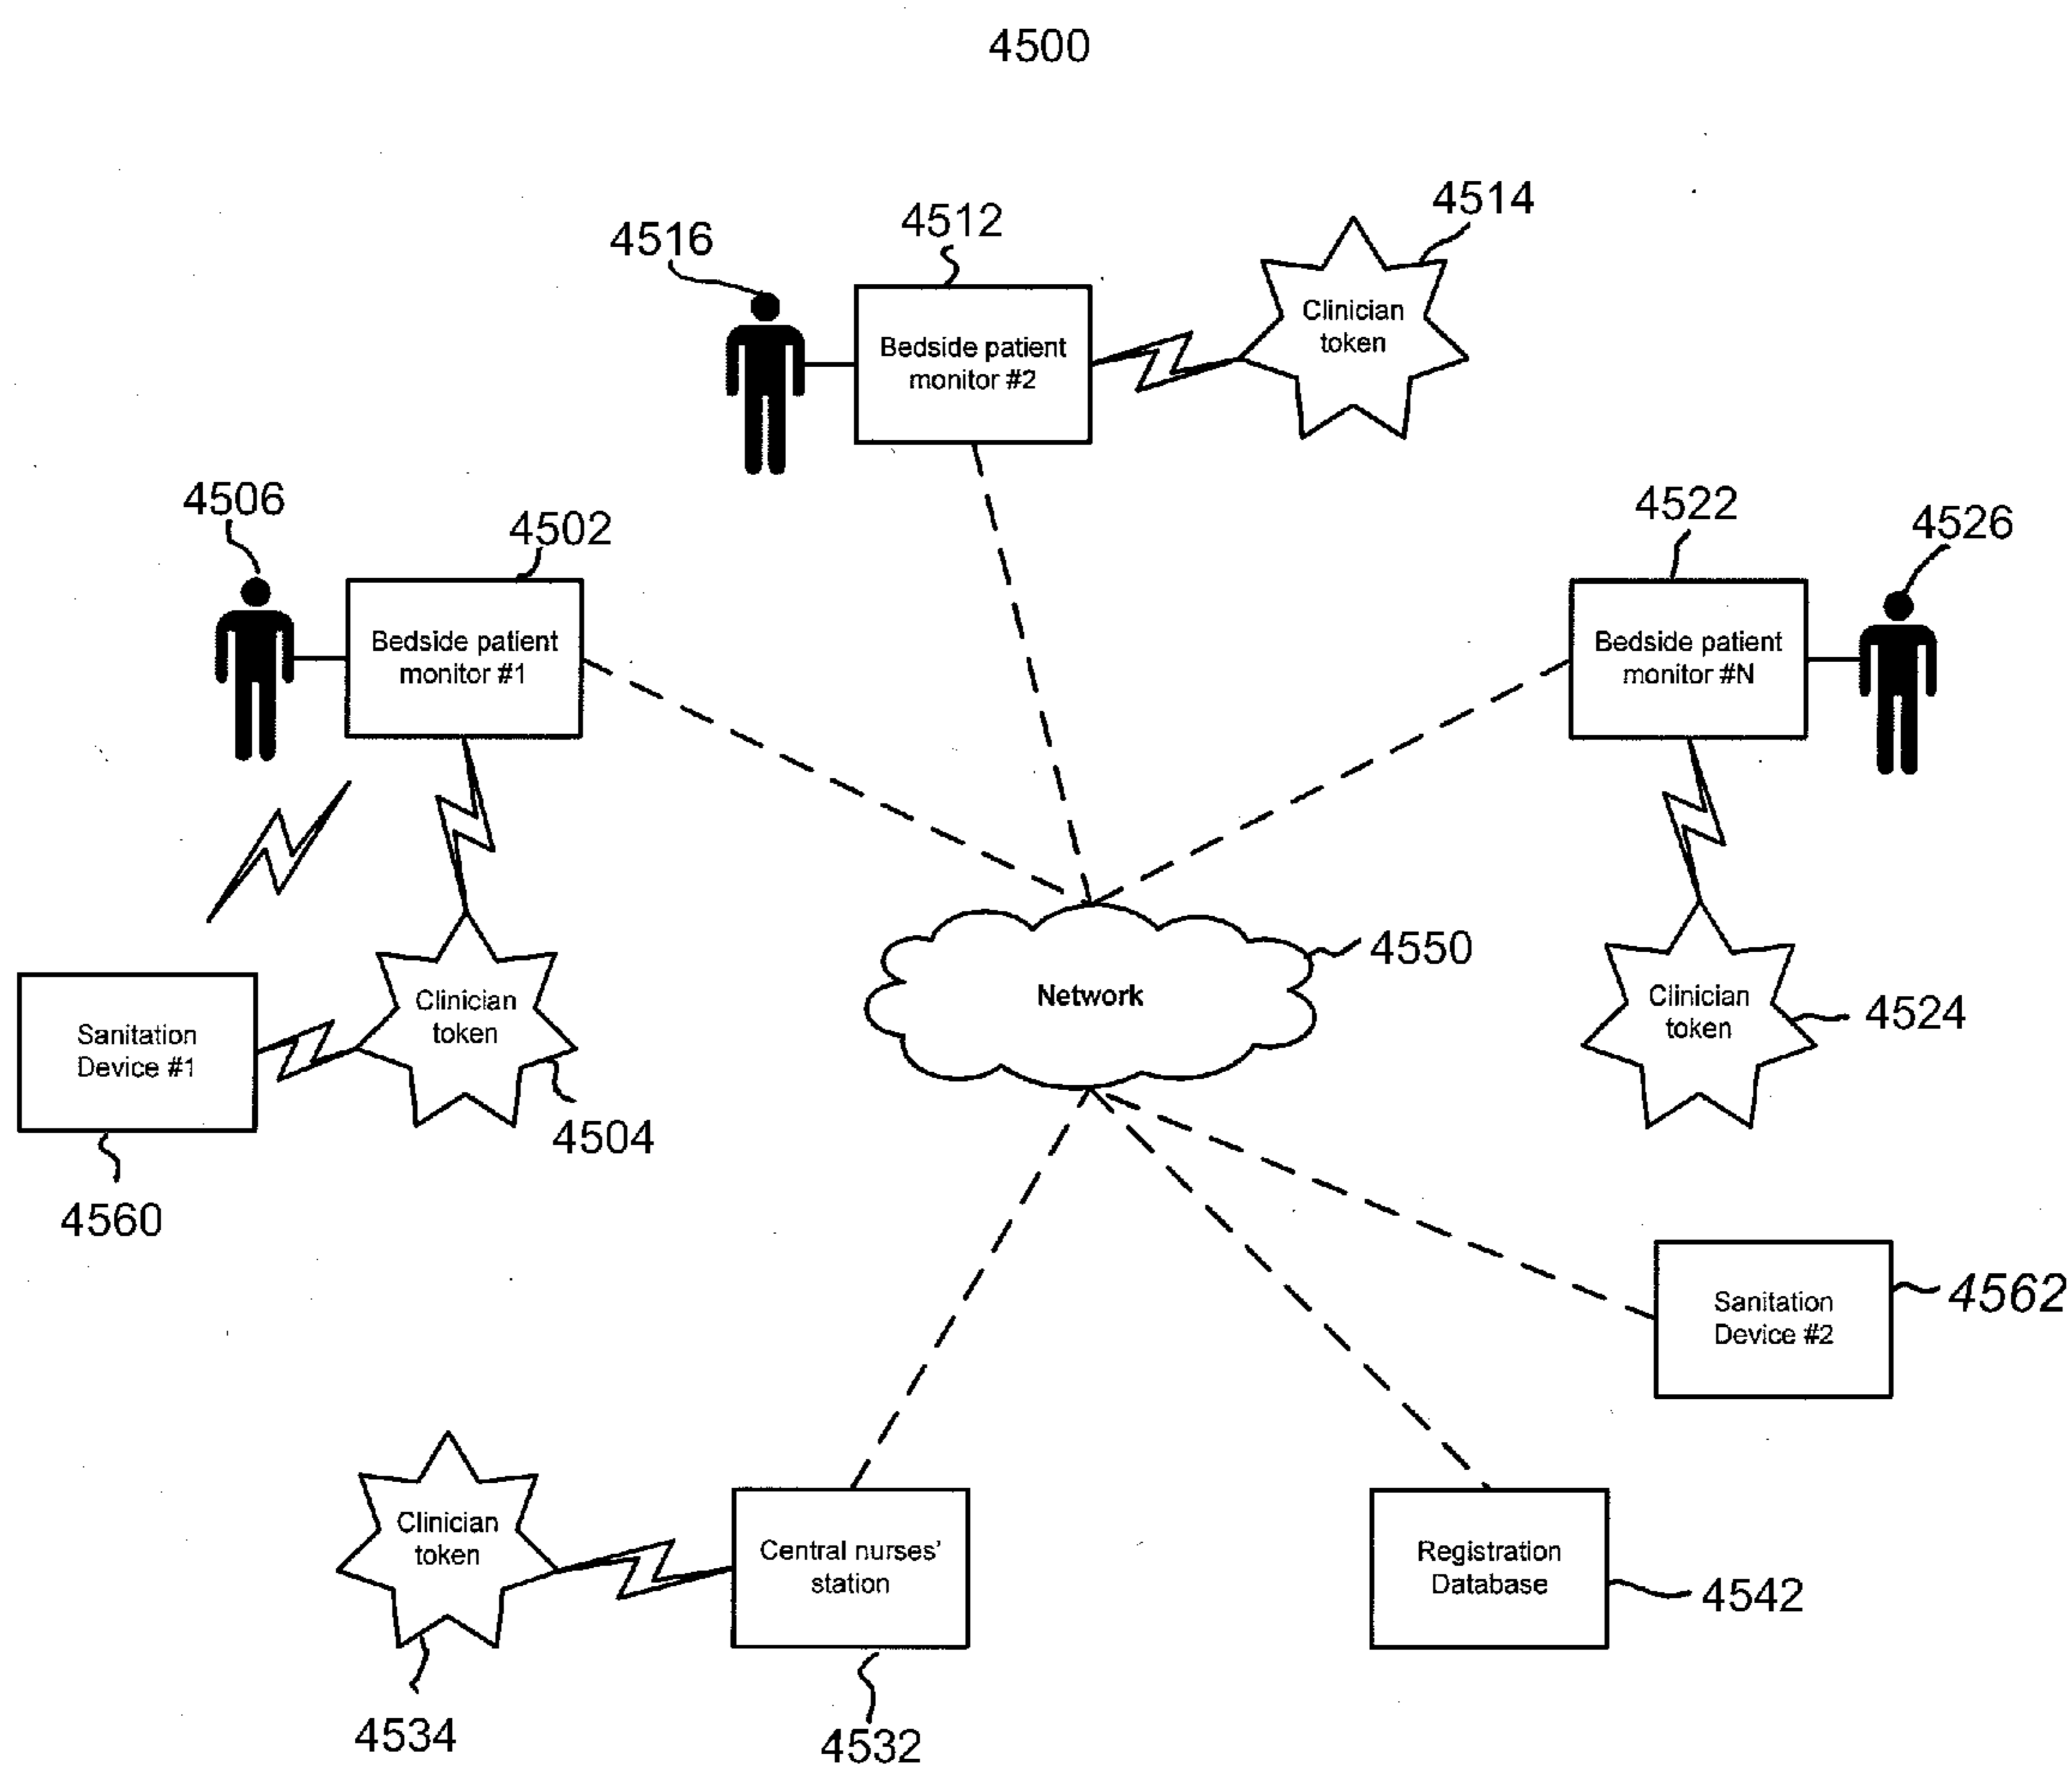 4500
4514
4512
4516
Clinician
token
Bedside patient
monitor #2
4506
4502
4522
4526
Bedside patient
monitor #1
Bedside patient
monitor #N
4550
Network
Clinician
token
Clinician
token
4524
Sanitation
Device #1
4504
4560
4562
Sanitation
Device #2
Clinician
token
Central nurses'
station
Registration
Database
4542
4534
4532